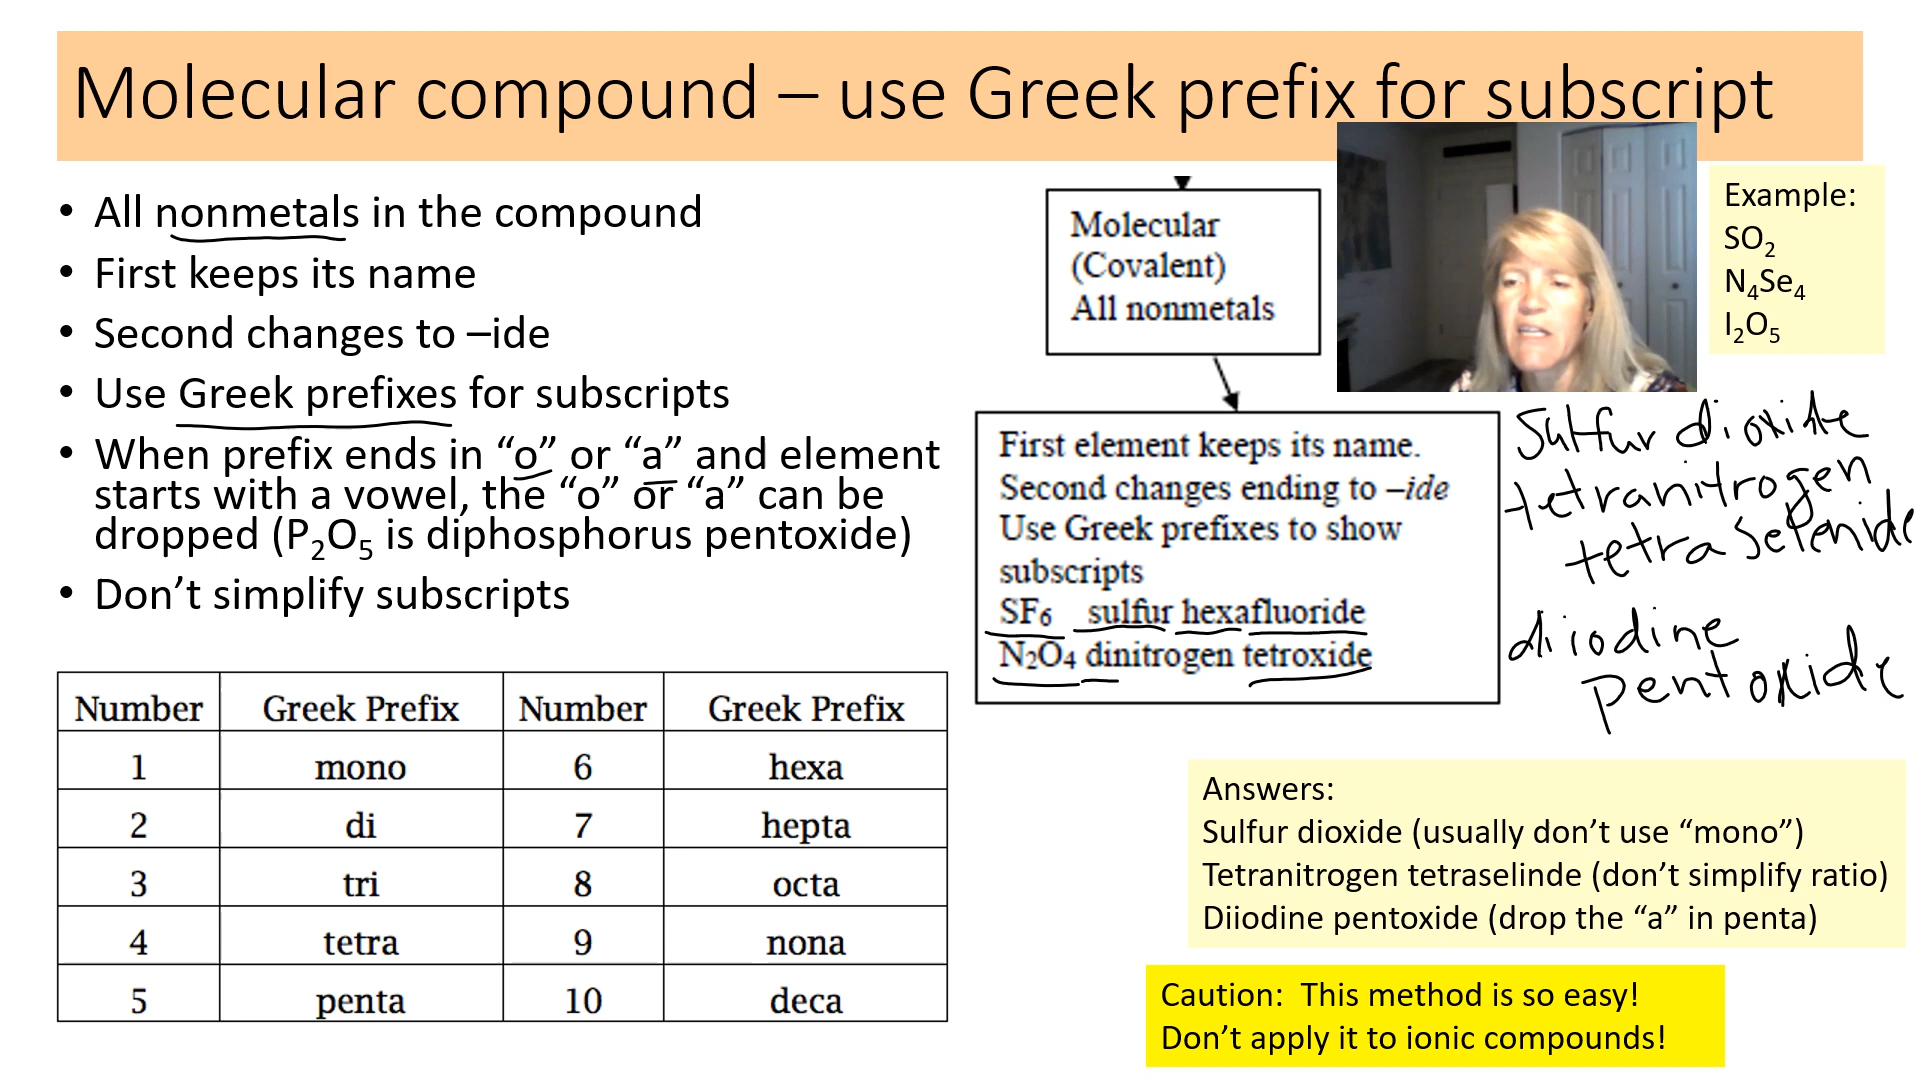 Molecular compound – use Greek prefix for subscript
• All nonmetals in the compound
• First keeps its name
• Second changes to –ide
• Use Greek prefixes for subscripts
• When prefix ends in “o” or “a” and element
starts with a vowel, the “o” or “a” can be
dropped (P₂O₅ is diphosphorus pentoxide)
• Don’t simplify subscripts
Number Greek Prefix Number Greek Prefix
1 mono 6 hexa
2 di 7 hepta
3 tri 8 octa
4 tetra 9 nona
5 penta 10 deca
Molecular
(Covalent)
All nonmetals
First element keeps its name.
Second changes ending to –ide
Use Greek prefixes to show
subscripts
SF₆ sulfur hexafluoride
N₂O₄ dinitrogen tetroxide
Example:
SO₂
N₄Se₄
I₂O₅
Sulfur dioxide
tetranitrogen
tetraselenide
diiodine
pentoxide
Answers:
Sulfur dioxide (usually don’t use “mono”)
Tetranitrogen tetraselinde (don’t simplify ratio)
Diiodine pentoxide (drop the “a” in penta)
Caution: This method is so easy!
Don’t apply it to ionic compounds!